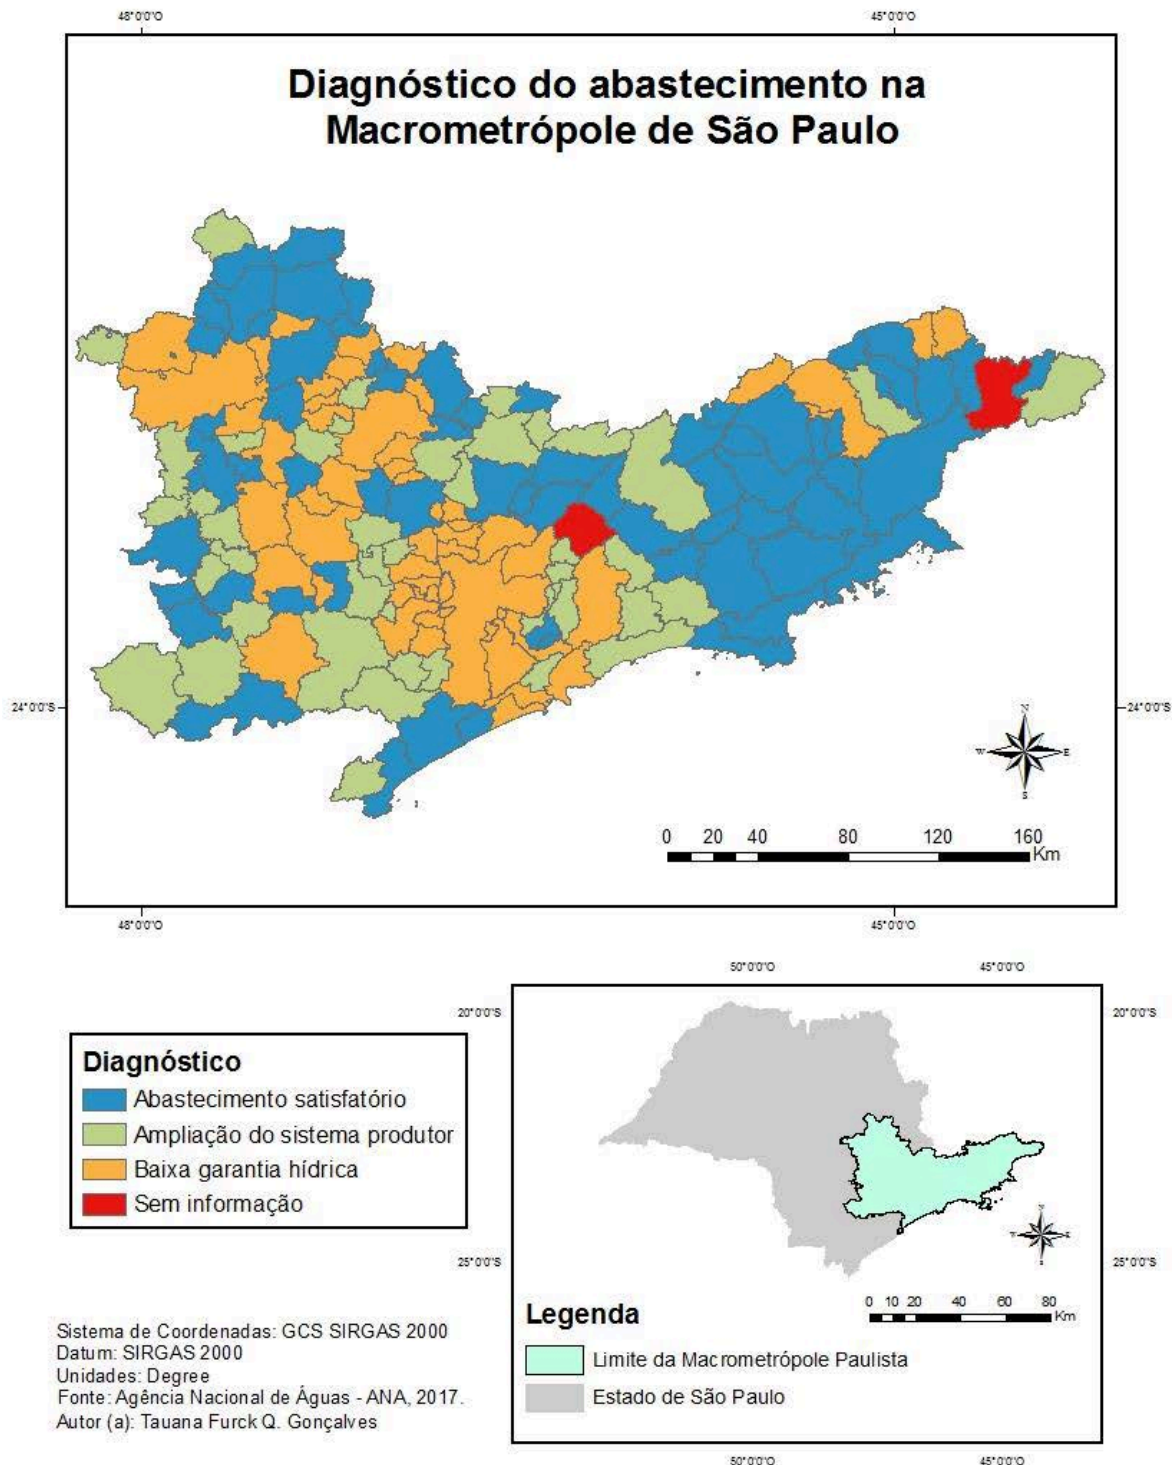 48°0'0"O 45°0'0"O
Diagnóstico do abastecimento na
Macrometrópole de São Paulo
24°0'0"S 24°0'0"S
N
W E
S
0 20 40 80 120 160
Km
48°0'0"O 45°0'0"O
50°0'0"O 45°0'0"O
20°0'0"S 20°0'0"S
Diagnóstico
Abastecimento satisfatório
Ampliação do sistema produtor
Baixa garantia hídrica
Sem informação
25°0'0"S 25°0'0"S
0 10 20 40 60 80
Km
Legenda
Limite da Macrometrópole Paulista
Estado de São Paulo
Sistema de Coordenadas: GCS SIRGAS 2000
Datum: SIRGAS 2000
Unidades: Degree
Fonte: Agência Nacional de Águas - ANA, 2017.
Autor (a): Tauana Furck Q. Gonçalves
50°0'0"O 45°0'0"O